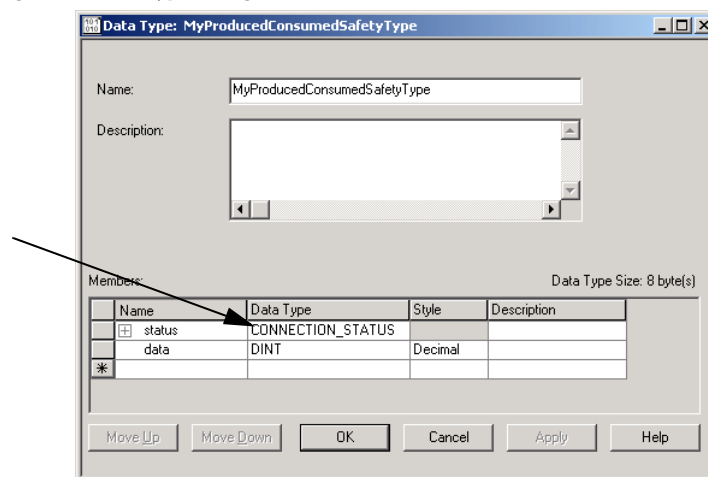 Data Type: MyProducedConsumedSafetyType
Name: MyProducedConsumedSafetyType
Description:
Members: Data Type Size: 8 byte(s)
Name Data Type Style Description
status CONNECTION_STATUS
data DINT Decimal
Move Up Move Down OK Cancel Apply Help